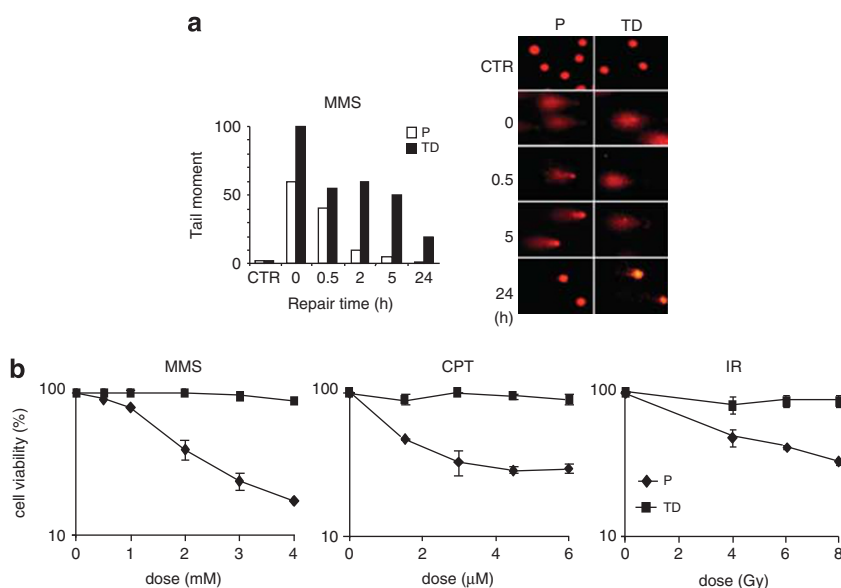 a
P TD
CTR
0
0.5
5
24
(h)
MMS
P
TD
Tail moment
100
50
0
CTR 0 0.5 2 5 24
Repair time (h)
b
MMS CPT IR
cell viability (%)
100
10
0 1 2 3 4
dose (mM)
100
10
0 2 4 6
dose (µM)
100
10
P
TD
0 2 4 6 8
dose (Gy)